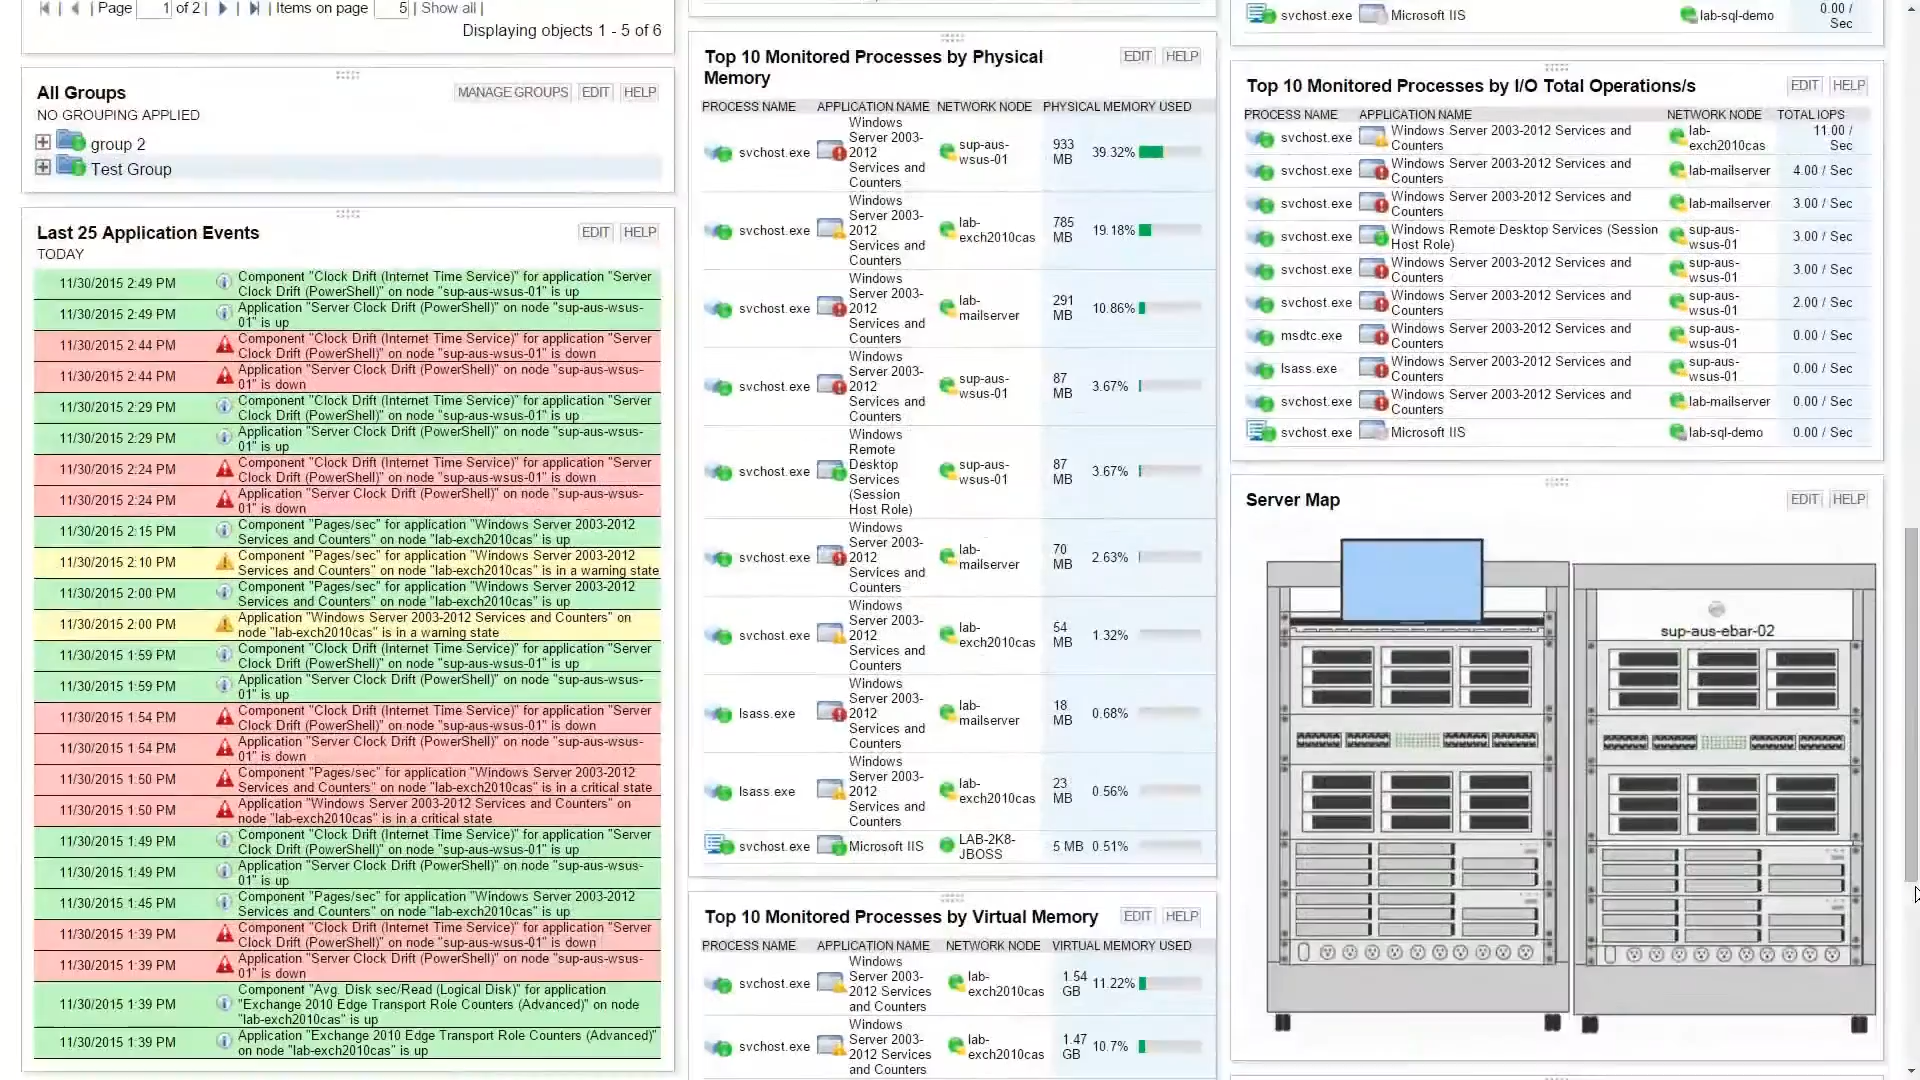 Page 1 of 2 | Items on page 5 | Show all |
Displaying objects 1 - 5 of 6
All Groups
MANAGE GROUPS EDIT HELP
NO GROUPING APPLIED
group 2
Test Group
Last 25 Application Events
EDIT HELP
TODAY
11/30/2015 2:49 PM Component "Clock Drift (Internet Time Service)" for application "Server
Clock Drift (PowerShell)" on node "sup-aus-wsus-01" is up
11/30/2015 2:49 PM Application "Server Clock Drift (PowerShell)" on node "sup-aus-wsus-
01" is up
11/30/2015 2:44 PM Component "Clock Drift (Internet Time Service)" for application "Server
Clock Drift (PowerShell)" on node "sup-aus-wsus-01" is down
11/30/2015 2:44 PM Application "Server Clock Drift (PowerShell)" on node "sup-aus-wsus-
01" is down
11/30/2015 2:29 PM Component "Clock Drift (Internet Time Service)" for application "Server
Clock Drift (PowerShell)" on node "sup-aus-wsus-01" is up
11/30/2015 2:29 PM Application "Server Clock Drift (PowerShell)" on node "sup-aus-wsus-
01" is up
11/30/2015 2:24 PM Component "Clock Drift (Internet Time Service)" for application "Server
Clock Drift (PowerShell)" on node "sup-aus-wsus-01" is down
11/30/2015 2:24 PM Application "Server Clock Drift (PowerShell)" on node "sup-aus-wsus-
01" is down
11/30/2015 2:15 PM Component "Pages/sec" for application "Windows Server 2003-2012
Services and Counters" on node "lab-exch2010cas" is up
11/30/2015 2:10 PM Component "Pages/sec" for application "Windows Server 2003-2012
Services and Counters" on node "lab-exch2010cas" is in a warning state
11/30/2015 2:00 PM Component "Pages/sec" for application "Windows Server 2003-2012
Services and Counters" on node "lab-exch2010cas" is up
11/30/2015 2:00 PM Application "Windows Server 2003-2012 Services and Counters" on
node "lab-exch2010cas" is in a warning state
11/30/2015 1:59 PM Component "Clock Drift (Internet Time Service)" for application "Server
Clock Drift (PowerShell)" on node "sup-aus-wsus-01" is up
11/30/2015 1:59 PM Application "Server Clock Drift (PowerShell)" on node "sup-aus-wsus-
01" is up
11/30/2015 1:54 PM Component "Clock Drift (Internet Time Service)" for application "Server
Clock Drift (PowerShell)" on node "sup-aus-wsus-01" is down
11/30/2015 1:54 PM Application "Server Clock Drift (PowerShell)" on node "sup-aus-wsus-
01" is down
11/30/2015 1:50 PM Component "Pages/sec" for application "Windows Server 2003-2012
Services and Counters" on node "lab-exch2010cas" is in a critical state
11/30/2015 1:50 PM Application "Windows Server 2003-2012 Services and Counters" on
node "lab-exch2010cas" is in a critical state
11/30/2015 1:49 PM Component "Clock Drift (Internet Time Service)" for application "Server
Clock Drift (PowerShell)" on node "sup-aus-wsus-01" is up
11/30/2015 1:49 PM Application "Server Clock Drift (PowerShell)" on node "sup-aus-wsus-
01" is up
11/30/2015 1:45 PM Component "Pages/sec" for application "Windows Server 2003-2012
Services and Counters" on node "lab-exch2010cas" is up
11/30/2015 1:39 PM Component "Clock Drift (Internet Time Service)" for application "Server
Clock Drift (PowerShell)" on node "sup-aus-wsus-01" is down
11/30/2015 1:39 PM Application "Server Clock Drift (PowerShell)" on node "sup-aus-wsus-
01" is down
11/30/2015 1:39 PM Component "Avg. Disk sec/Read (Logical Disk)" for application
"Exchange 2010 Edge Transport Role Counters (Advanced)" on node
"lab-exch2010cas" is up
11/30/2015 1:39 PM Application "Exchange 2010 Edge Transport Role Counters (Advanced)"
on node "lab-exch2010cas" is up
Top 10 Monitored Processes by Physical
Memory
EDIT HELP
PROCESS NAME APPLICATION NAME NETWORK NODE PHYSICAL MEMORY USED
svchost.exe Windows Server 2003-2012 Services and Counters sup-aus-wsus-01 933 MB 39.32%
svchost.exe Windows Server 2003-2012 Services and Counters lab-exch2010cas 785 MB 19.18%
svchost.exe Windows Server 2003-2012 Services and Counters lab-mailserver 291 MB 10.86%
svchost.exe Windows Server 2003-2012 Services and Counters sup-aus-wsus-01 87 MB 3.67%
svchost.exe Windows Remote Desktop Services (Session Host Role) sup-aus-wsus-01 87 MB 3.67%
svchost.exe Windows Server 2003-2012 Services and Counters lab-mailserver 70 MB 2.63%
svchost.exe Windows Server 2003-2012 Services and Counters lab-exch2010cas 54 MB 1.32%
lsass.exe Windows Server 2003-2012 Services and Counters lab-mailserver 18 MB 0.68%
lsass.exe Windows Server 2003-2012 Services and Counters lab-exch2010cas 23 MB 0.56%
svchost.exe Microsoft IIS LAB-2K8-JBOSS 5 MB 0.51%
Top 10 Monitored Processes by Virtual Memory
EDIT HELP
PROCESS NAME APPLICATION NAME NETWORK NODE VIRTUAL MEMORY USED
svchost.exe Windows Server 2003-2012 Services and Counters lab-exch2010cas 1.54 GB 11.22%
svchost.exe Windows Server 2003-2012 Services and Counters lab-exch2010cas 1.47 GB 10.7%
svchost.exe Microsoft IIS lab-sql-demo 0.00 / Sec
Top 10 Monitored Processes by I/O Total Operations/s
EDIT HELP
PROCESS NAME APPLICATION NAME NETWORK NODE TOTAL IOPS
svchost.exe Windows Server 2003-2012 Services and Counters lab-exch2010cas 11.00 / Sec
svchost.exe Windows Server 2003-2012 Services and Counters lab-mailserver 4.00 / Sec
svchost.exe Windows Server 2003-2012 Services and Counters lab-mailserver 3.00 / Sec
svchost.exe Windows Remote Desktop Services (Session Host Role) sup-aus-wsus-01 3.00 / Sec
svchost.exe Windows Server 2003-2012 Services and Counters sup-aus-wsus-01 3.00 / Sec
svchost.exe Windows Server 2003-2012 Services and Counters sup-aus-wsus-01 2.00 / Sec
msdtc.exe Windows Server 2003-2012 Services and Counters sup-aus-wsus-01 0.00 / Sec
lsass.exe Windows Server 2003-2012 Services and Counters sup-aus-wsus-01 0.00 / Sec
svchost.exe Windows Server 2003-2012 Services and Counters lab-mailserver 0.00 / Sec
svchost.exe Microsoft IIS lab-sql-demo 0.00 / Sec
Server Map
EDIT HELP
sup-aus-ebar-02